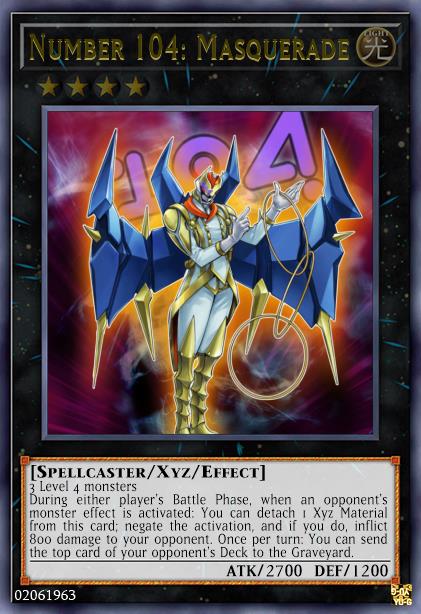 Number 104: Masquerade
LIGHT
光
104
[Spellcaster/Xyz/Effect]
3 Level 4 monsters
During either player's Battle Phase, when an opponent's
monster effect is activated: You can detach 1 Xyz Material
from this card; negate the activation, and if you do, inflict
800 damage to your opponent. Once per turn: You can send
the top card of your opponent's Deck to the Graveyard.
ATK/2700 DEF/1200
02061963